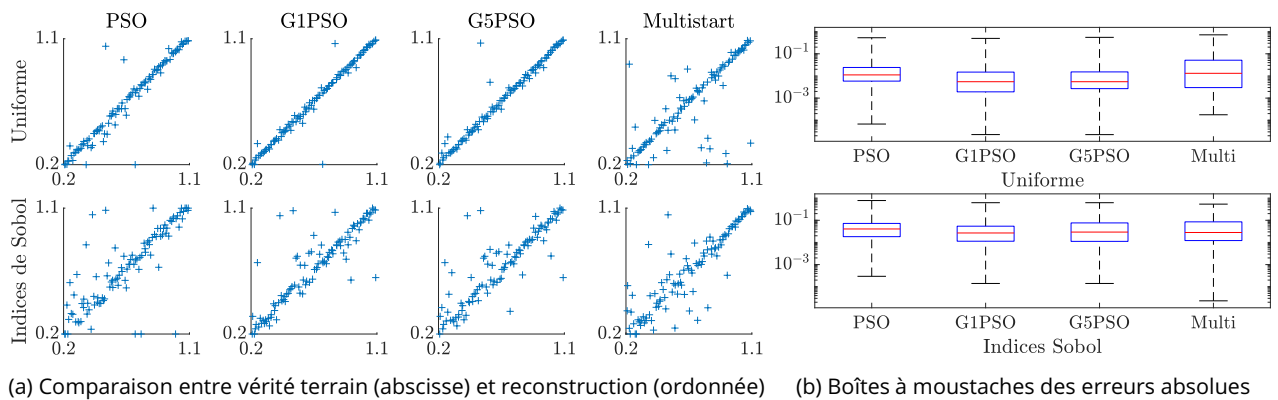 PSO G1PSO G5PSO Multistart
Uniforme
1.1 1.1 1.1 1.1
0.2 0.2 0.2 0.2
0.2 1.1 0.2 1.1 0.2 1.1 0.2 1.1
Indices de Sobol
1.1 1.1 1.1 1.1
0.2 0.2 0.2 0.2
0.2 1.1 0.2 1.1 0.2 1.1 0.2 1.1
(a) Comparaison entre vérité terrain (abscisse) et reconstruction (ordonnée)
10⁻¹
10⁻³
PSO G1PSO G5PSO Multi
Uniforme
10⁻¹
10⁻³
PSO G1PSO G5PSO Multi
Indices Sobol
(b) Boîtes à moustaches des erreurs absolues